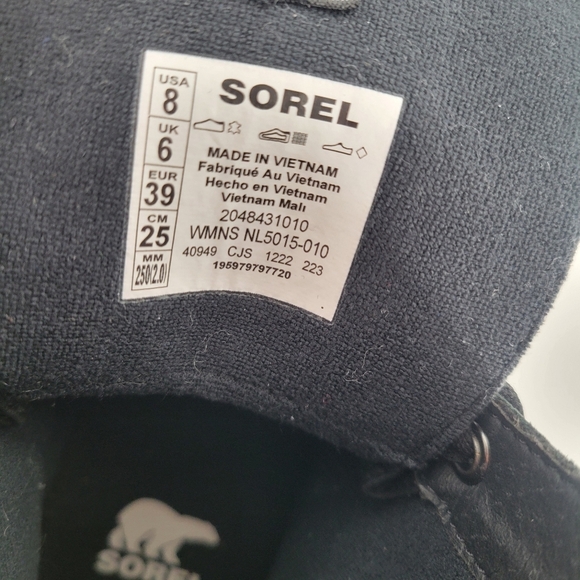 USA
8
UK
6
EUR
39
CM
25
MM
250(2.0)
SOREL
MADE IN VIETNAM
Fabriqué Au Vietnam
Hecho en Vietnam
Vietnam Malı
2048431010
WMNS NL5015-010
40949 CJS 1222 223
195979797720
SOREL